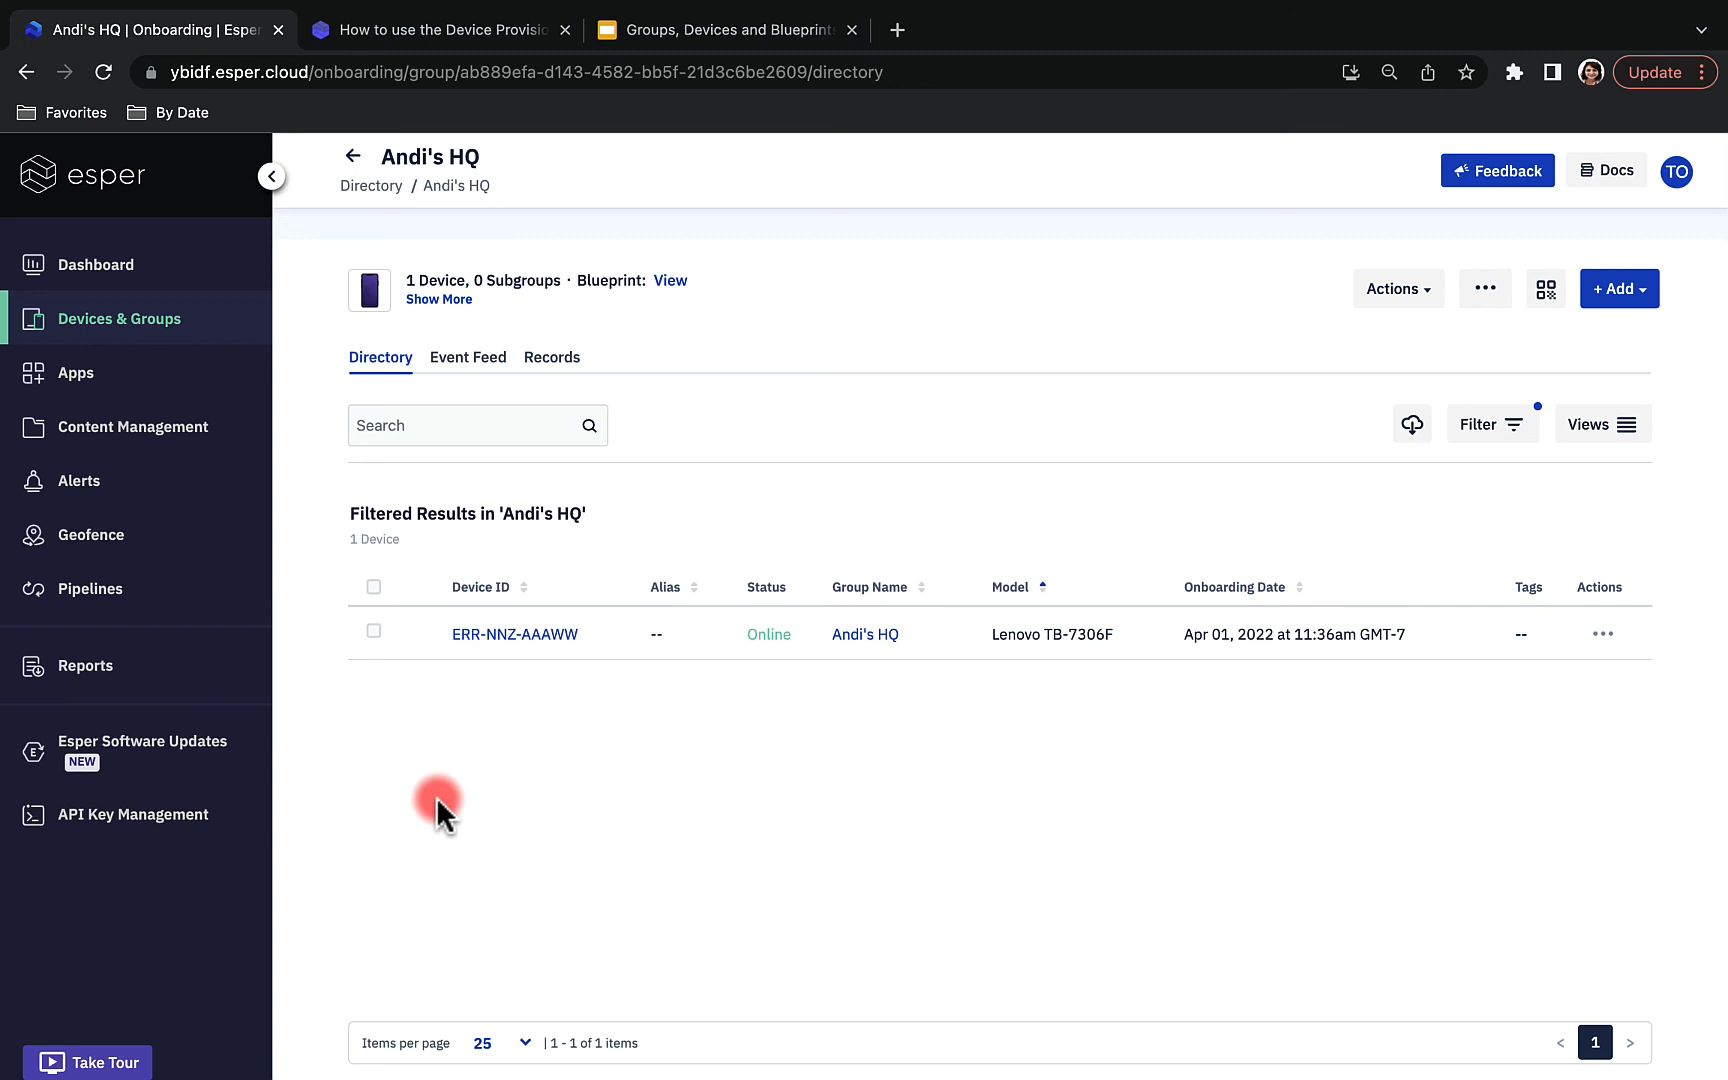 Andi's HQ | Onboarding | Esper
How to use the Device Provisio
Groups, Devices and Blueprint
ybidf.esper.cloud/onboarding/group/ab889efa-d143-4582-bb5f-21d3c6be2609/directory
Update
Favorites
By Date
esper
Andi's HQ
Directory / Andi's HQ
Feedback
Docs
TO
Dashboard
Devices & Groups
Apps
Content Management
Alerts
Geofence
Pipelines
Reports
Esper Software Updates
NEW
API Key Management
Take Tour
1 Device, 0 Subgroups · Blueprint: View
Show More
Actions
+ Add
Directory Event Feed Records
Search
Filter
Views
Filtered Results in 'Andi's HQ'
1 Device
Device ID Alias Status Group Name Model Onboarding Date Tags Actions
ERR-NNZ-AAAWW -- Online Andi's HQ Lenovo TB-7306F Apr 01, 2022 at 11:36am GMT-7 --
Items per page 25 | 1 - 1 of 1 items
< 1 >